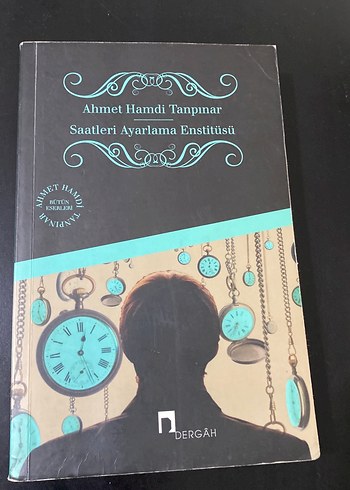 Ahmet Hamdi Tanpınar
Saatleri Ayarlama Enstitüsü
AHMET HAMDİ TANPINAR
BÜTÜN
ESERLERİ
DERGÂH